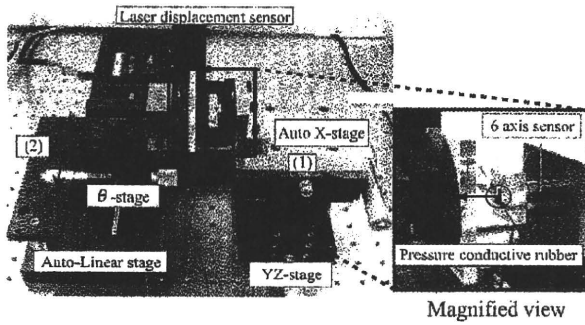 Laser displacement sensor
6 axis sensor
Auto X-stage
(2)
(1)
θ-stage
Pressure conductive rubber
Auto-Linear stage
YZ-stage
Magnified view